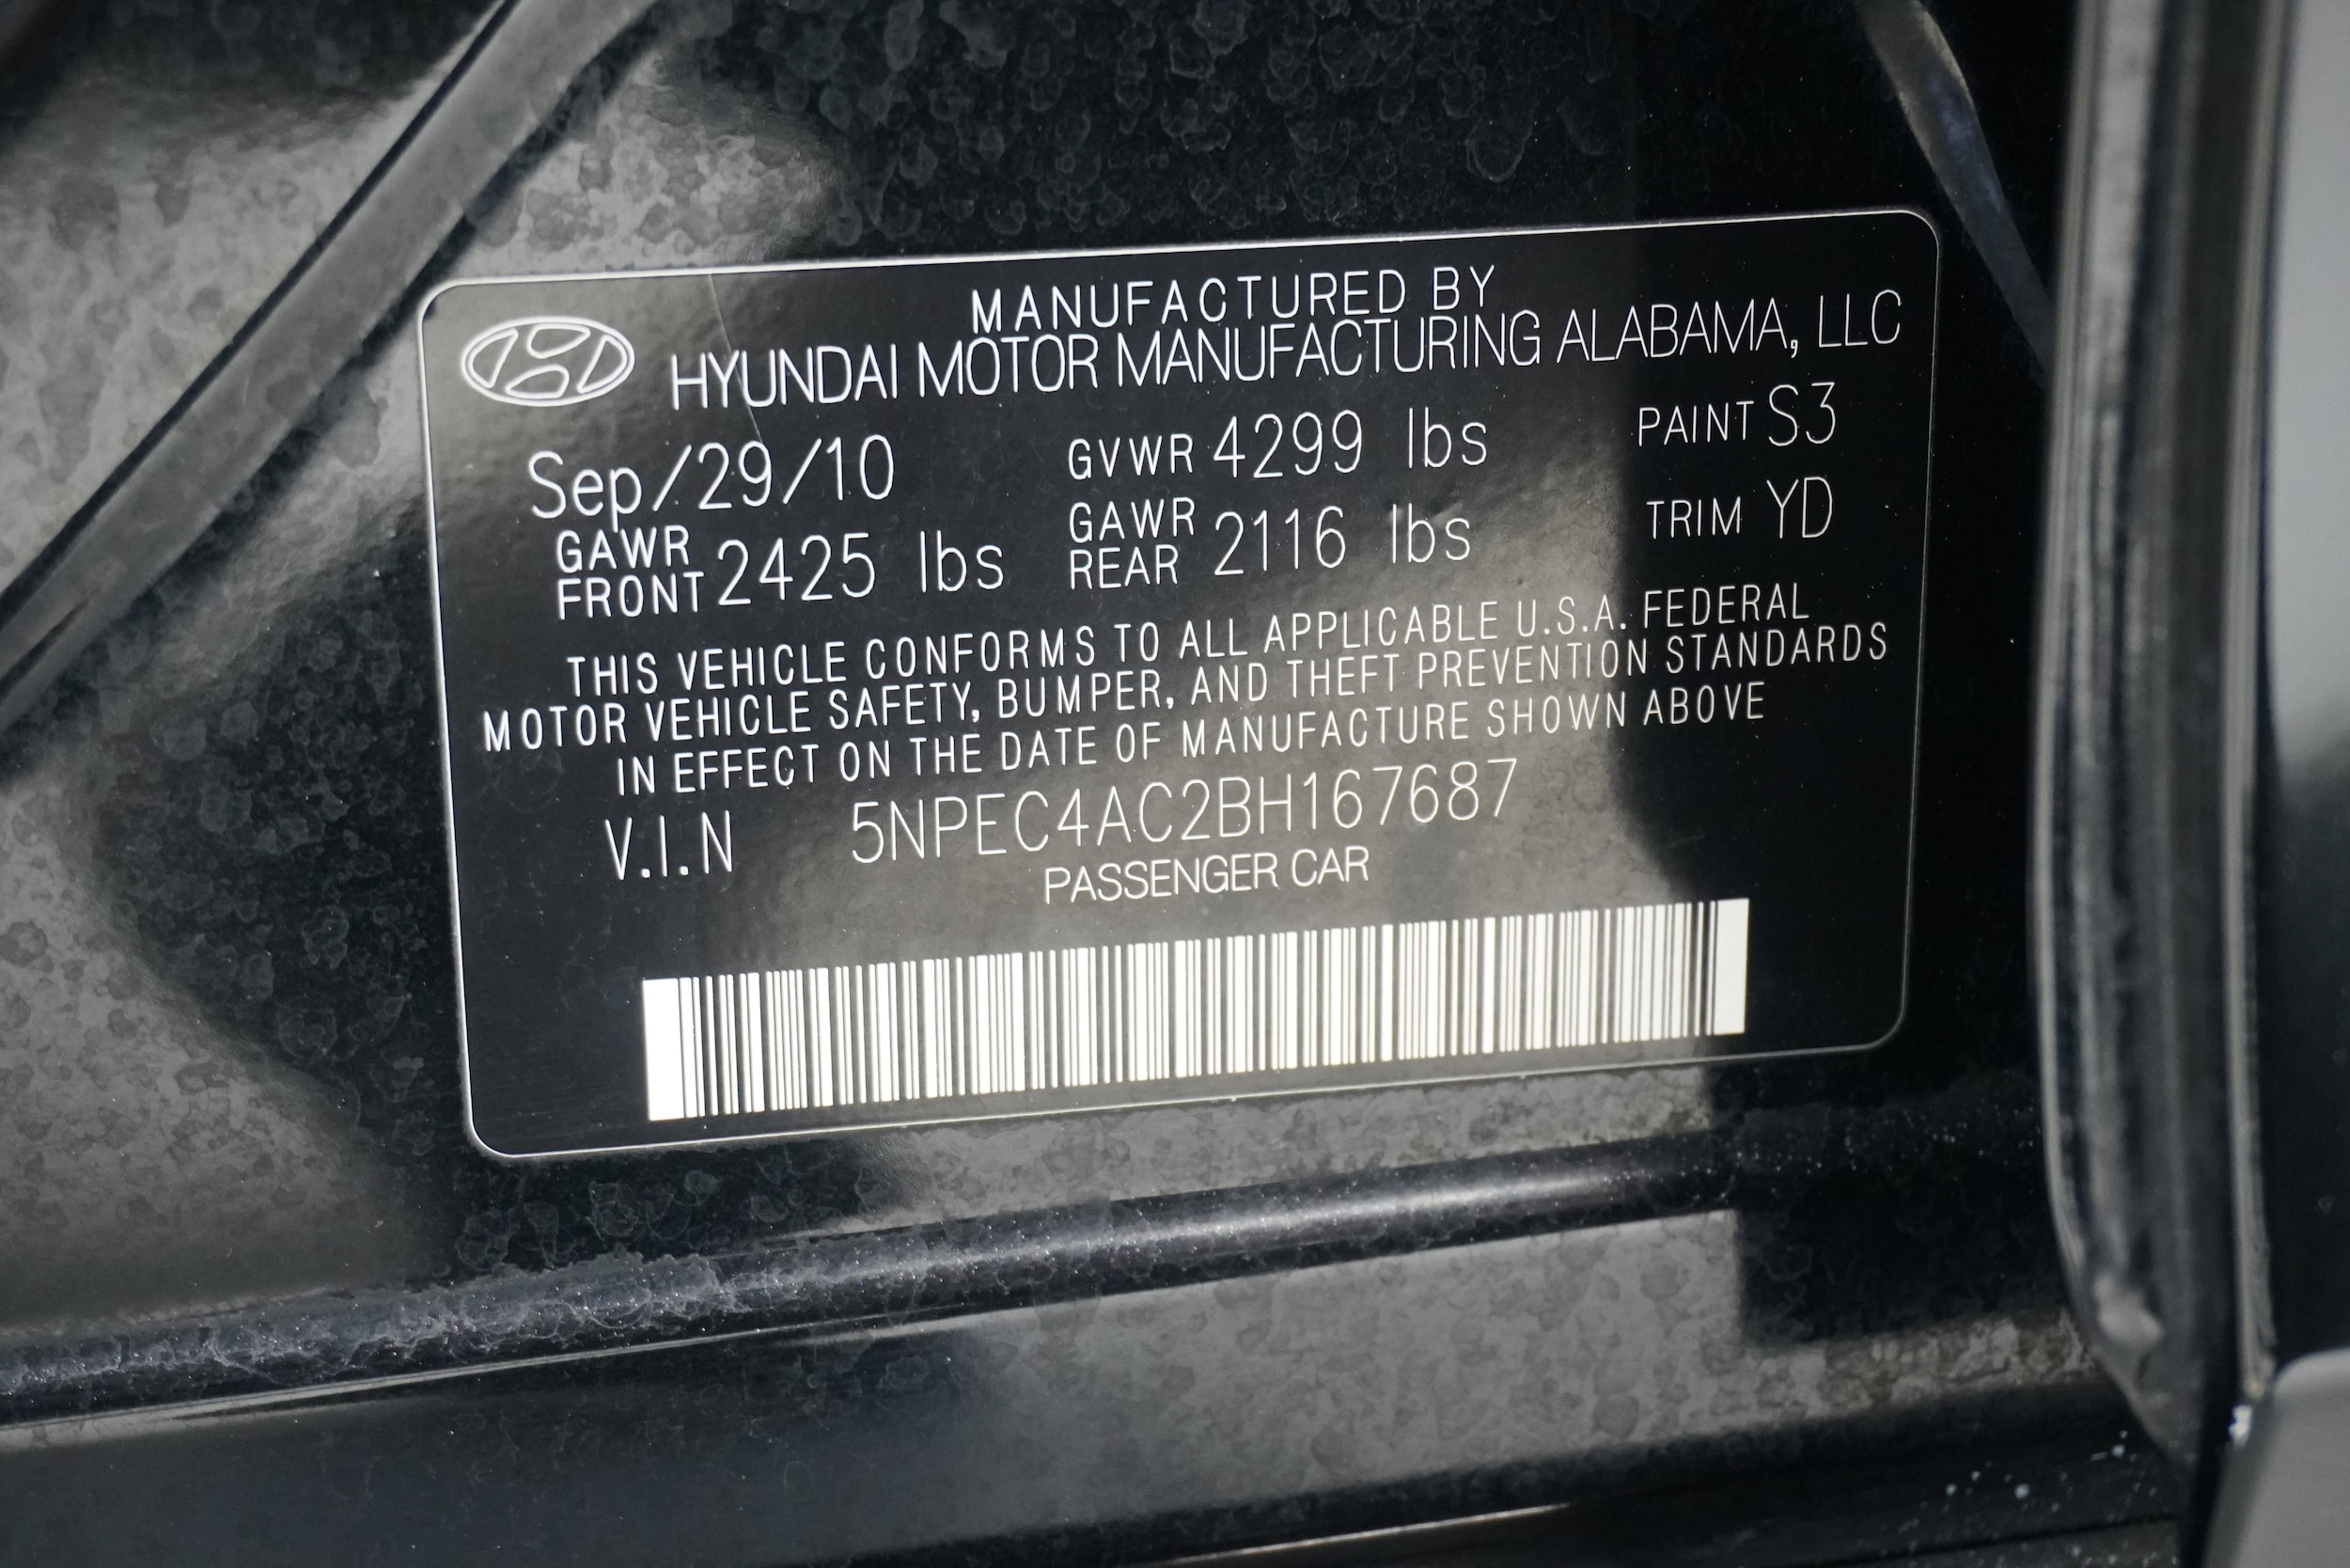 MANUFACTURED BY
HYUNDAI MOTOR MANUFACTURING ALABAMA, LLC
Sep/29/10 GVWR 4299 lbs PAINT S3
GAWR FRONT 2425 lbs GAWR REAR 2116 lbs TRIM YD
THIS VEHICLE CONFORMS TO ALL APPLICABLE U.S.A. FEDERAL
MOTOR VEHICLE SAFETY, BUMPER, AND THEFT PREVENTION STANDARDS
IN EFFECT ON THE DATE OF MANUFACTURE SHOWN ABOVE
V.I.N 5NPEC4AC2BH167687
PASSENGER CAR